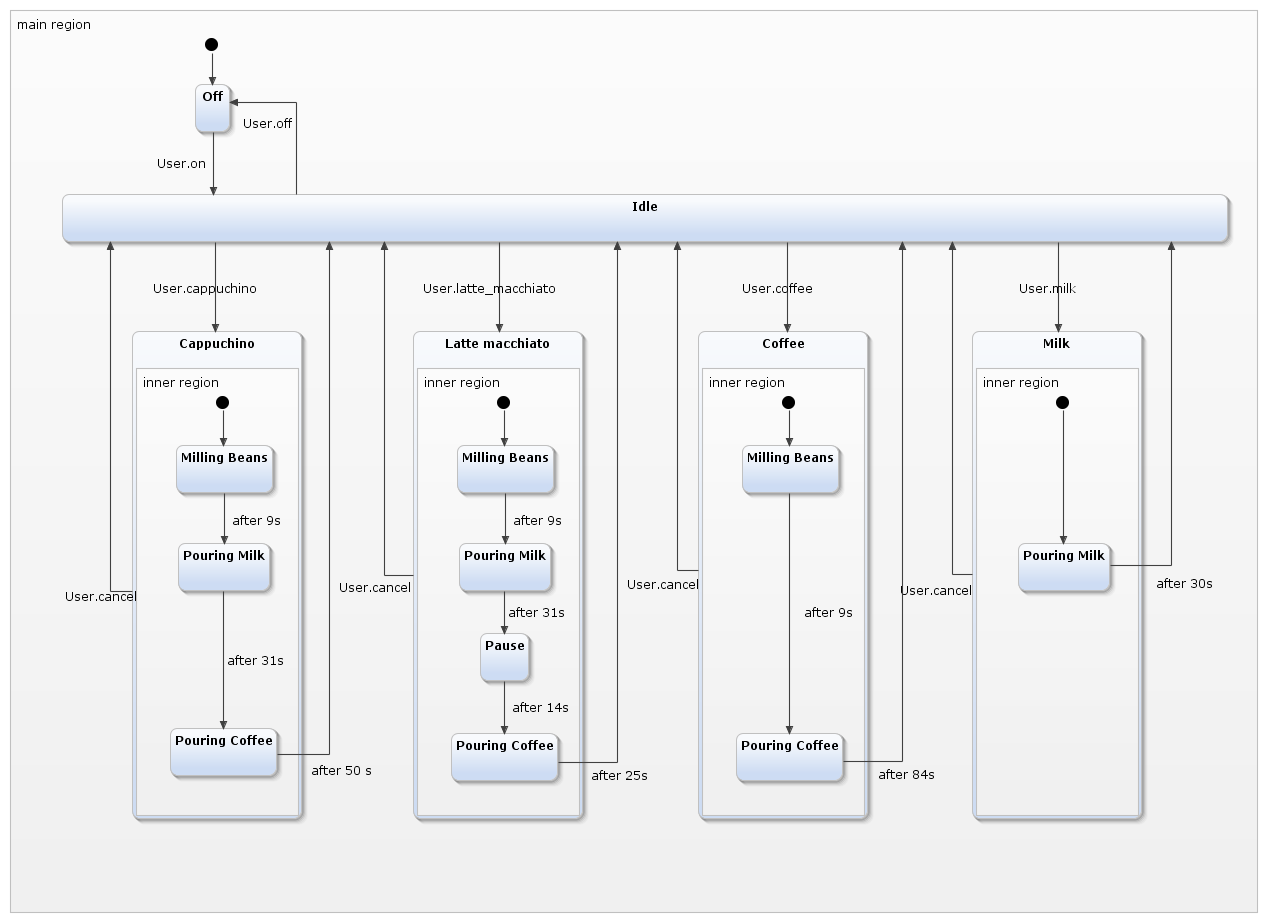 main region
Off
User.off
User.on
Idle
User.cappuchino
User.latte_macchiato
User.coffee
User.milk
Cappuchino
Latte macchiato
Coffee
Milk
inner region
inner region
inner region
inner region
Milling Beans
Milling Beans
Milling Beans
after 9s
after 9s
Pouring Milk
Pouring Milk
Pouring Milk
User.cancel
User.cancel
User.cancel
User.cancel
after 30s
after 31s
after 9s
Pause
after 31s
after 14s
Pouring Coffee
Pouring Coffee
Pouring Coffee
after 50 s
after 25s
after 84s